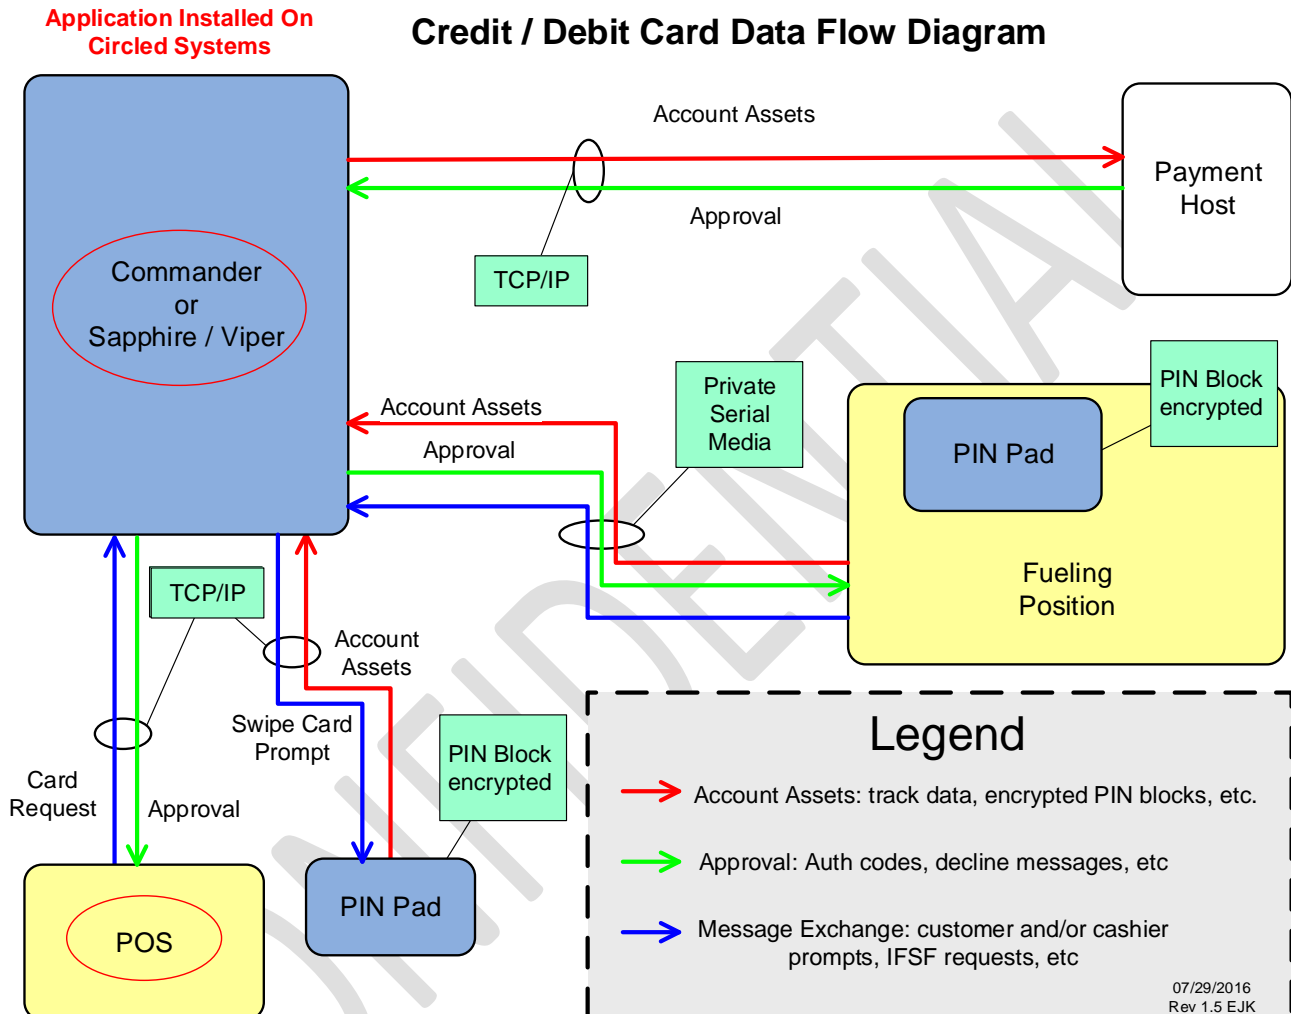 Application Installed On
Circled Systems
Credit / Debit Card Data Flow Diagram
Account Assets
Payment
Host
Approval
TCP/IP
Commander
or
Sapphire / Viper
Private
Serial
Media
PIN Block
encrypted
Account Assets
Approval
PIN Pad
Fueling
Position
TCP/IP
Account
Assets
Swipe Card
Prompt
PIN Block
encrypted
Card
Request
Approval
POS
PIN Pad
Legend
Account Assets: track data, encrypted PIN blocks, etc.
Approval: Auth codes, decline messages, etc
Message Exchange: customer and/or cashier
prompts, IFSF requests, etc
07/29/2016
Rev 1.5 EJK
ONFIDENTIAL